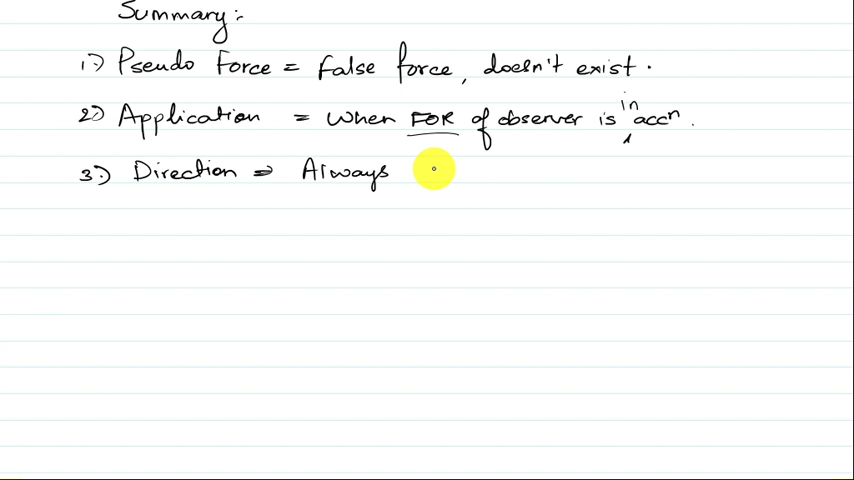 Summary:
1.) Pseudo Force = False force, doesn't exist.
2.) Application = When FOR of observer is in accn.
3.) Direction = Always